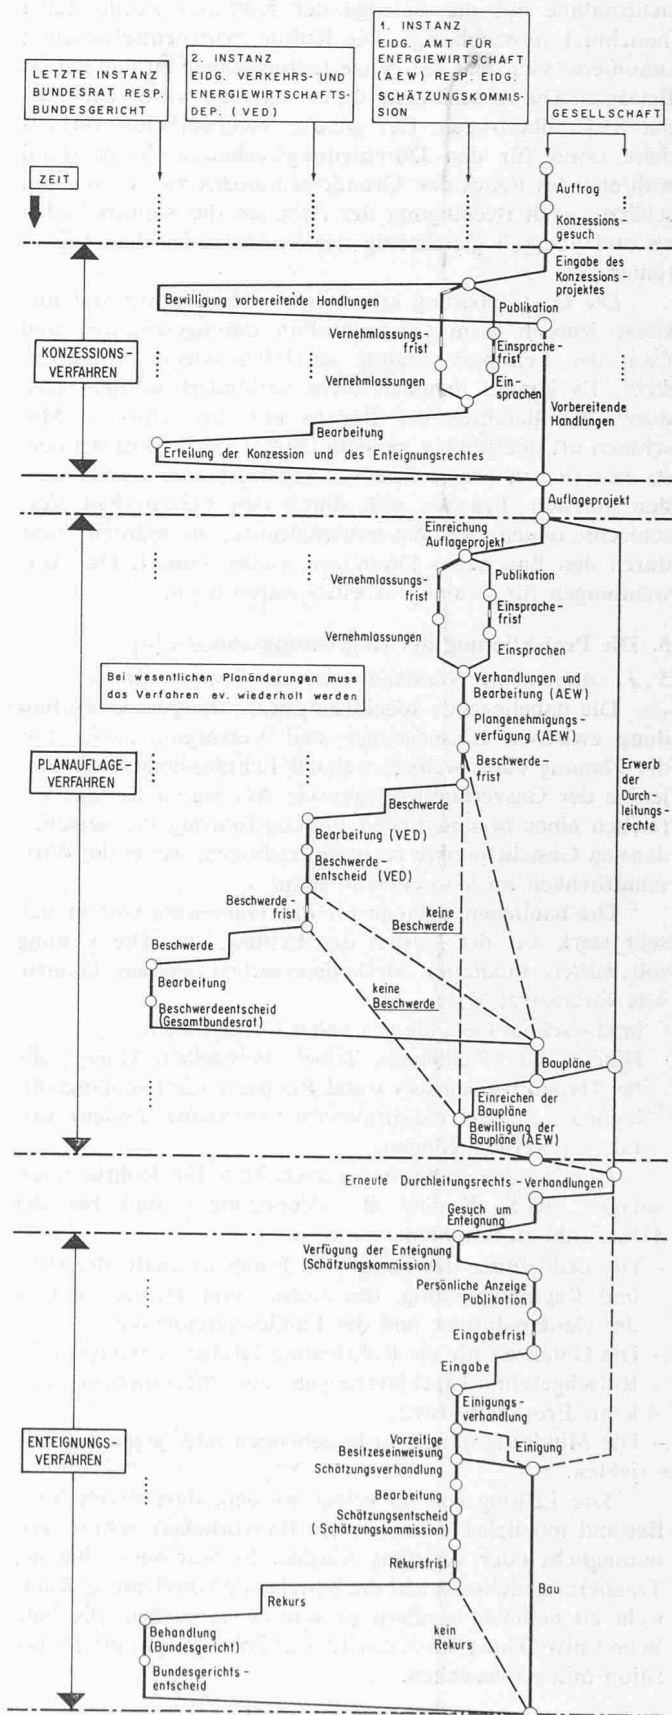 LETZTE INSTANZ
BUNDESRAT RESP.
BUNDESGERICHT
2. INSTANZ
EIDG. VERKEHRS- UND
ENERGIEWIRTSCHAFTS-
DEP. (VED)
1. INSTANZ
EIDG. AMT FÜR
ENERGIEWIRTSCHAFT
(AEW) RESP. EIDG.
SCHÄTZUNGSKOMMIS-
SION
GESELLSCHAFT
ZEIT
Auftrag
Konzessions-
gesuch
Eingabe des
Konzessions-
projektes
Bewilligung vorbereitende Handlungen
Publikation
Vernehmlassungs-
frist
Einsprache-
frist
Vernehmlassungen
Ein-
sprachen
KONZESSIONS-
VERFAHREN
Vorbereitende
Handlungen
Bearbeitung
Erteilung der Konzession und des Enteignungsrechtes
Auflageprojekt
Einreichung
Auflageprojekt
Publikation
Vernehmlassungs-
frist
Einsprache-
frist
Vernehmlassungen
Einsprachen
Bei wesentlichen Planänderungen muss
das Verfahren ev. wiederholt werden
Verhandlungen und
Bearbeitung (AEW)
Plangenehmigungs-
verfügung (AEW)
PLANAUFLAGE-
VERFAHREN
Beschwerde-
frist
Erwerb
der
Durch-
leitungs-
rechte
Beschwerde
Bearbeitung (VED)
Beschwerde-
entscheid (VED)
Beschwerde-
frist
keine
Beschwerde
Beschwerde
Bearbeitung
keine
Beschwerde
Beschwerdeentscheid
(Gesamtbundesrat)
Baupläne
Einreichen der
Baupläne
Bewilligung der
Baupläne (AEW)
Erneute Durchleitungsrechts-Verhandlungen
Gesuch um
Enteignung
Verfügung der Enteignung
(Schätzungskommission)
Persönliche Anzeige
Publikation
Eingabefrist
Eingabe
Einigungs-
verhandlung
ENTEIGNUNGS-
VERFAHREN
Vorzeitige
Besitzeseinweisung
Einigung
Schätzungsverhandlung
Bearbeitung
Schätzungsentscheid
(Schätzungskommission)
Rekursfrist
Bau
Rekurs
kein
Rekurs
Behandlung
(Bundesgericht)
Bundesgerichts-
entscheid